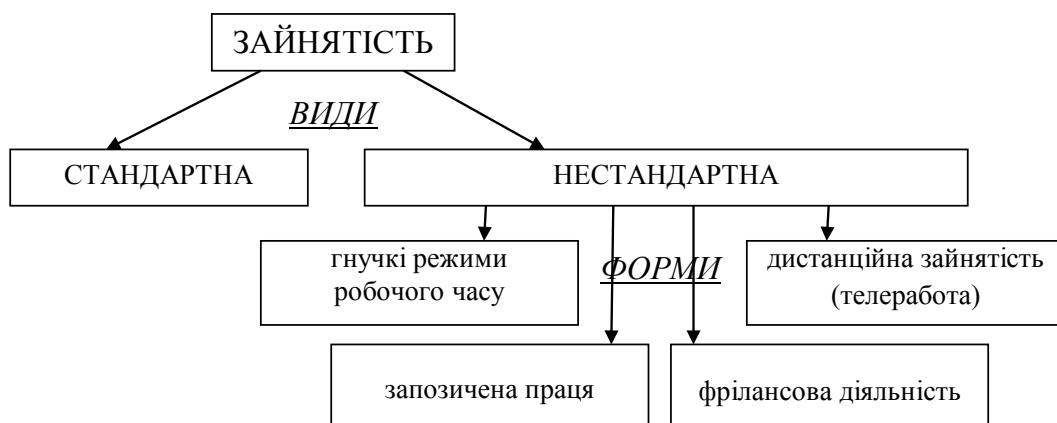 ЗАЙНЯТІСТЬ
ВИДИ
СТАНДАРТНА
НЕСТАНДАРТНА
гнучкі режими
робочого часу
ФОРМИ
дистанційна зайнятість
(телеработа)
запозичена праця
фрілансова діяльність